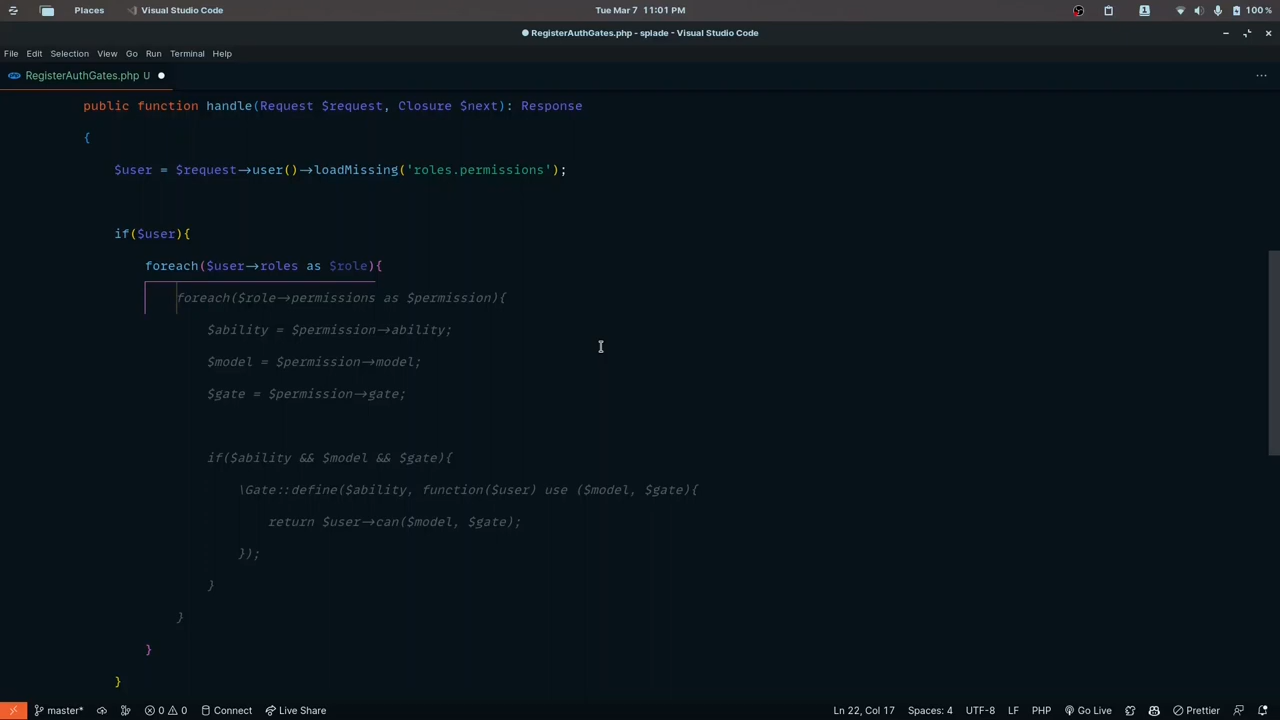 Places
Visual Studio Code
Tue Mar 7 11:01 PM
100 %
RegisterAuthGates.php - splade - Visual Studio Code
File Edit Selection View Go Run Terminal Help
RegisterAuthGates.php U
public function handle(Request $request, Closure $next): Response
{
$user = $request->user()->loadMissing('roles.permissions');
if($user){
foreach($user->roles as $role){
foreach($role->permissions as $permission){
$ability = $permission->ability;
$model = $permission->model;
$gate = $permission->gate;
if($ability && $model && $gate){
\Gate::define($ability, function($user) use ($model, $gate){
return $user->can($model, $gate);
});
}
}
}
}
master* 0 0 Connect Live Share Ln 22, Col 17 Spaces: 4 UTF-8 LF PHP Go Live Prettier